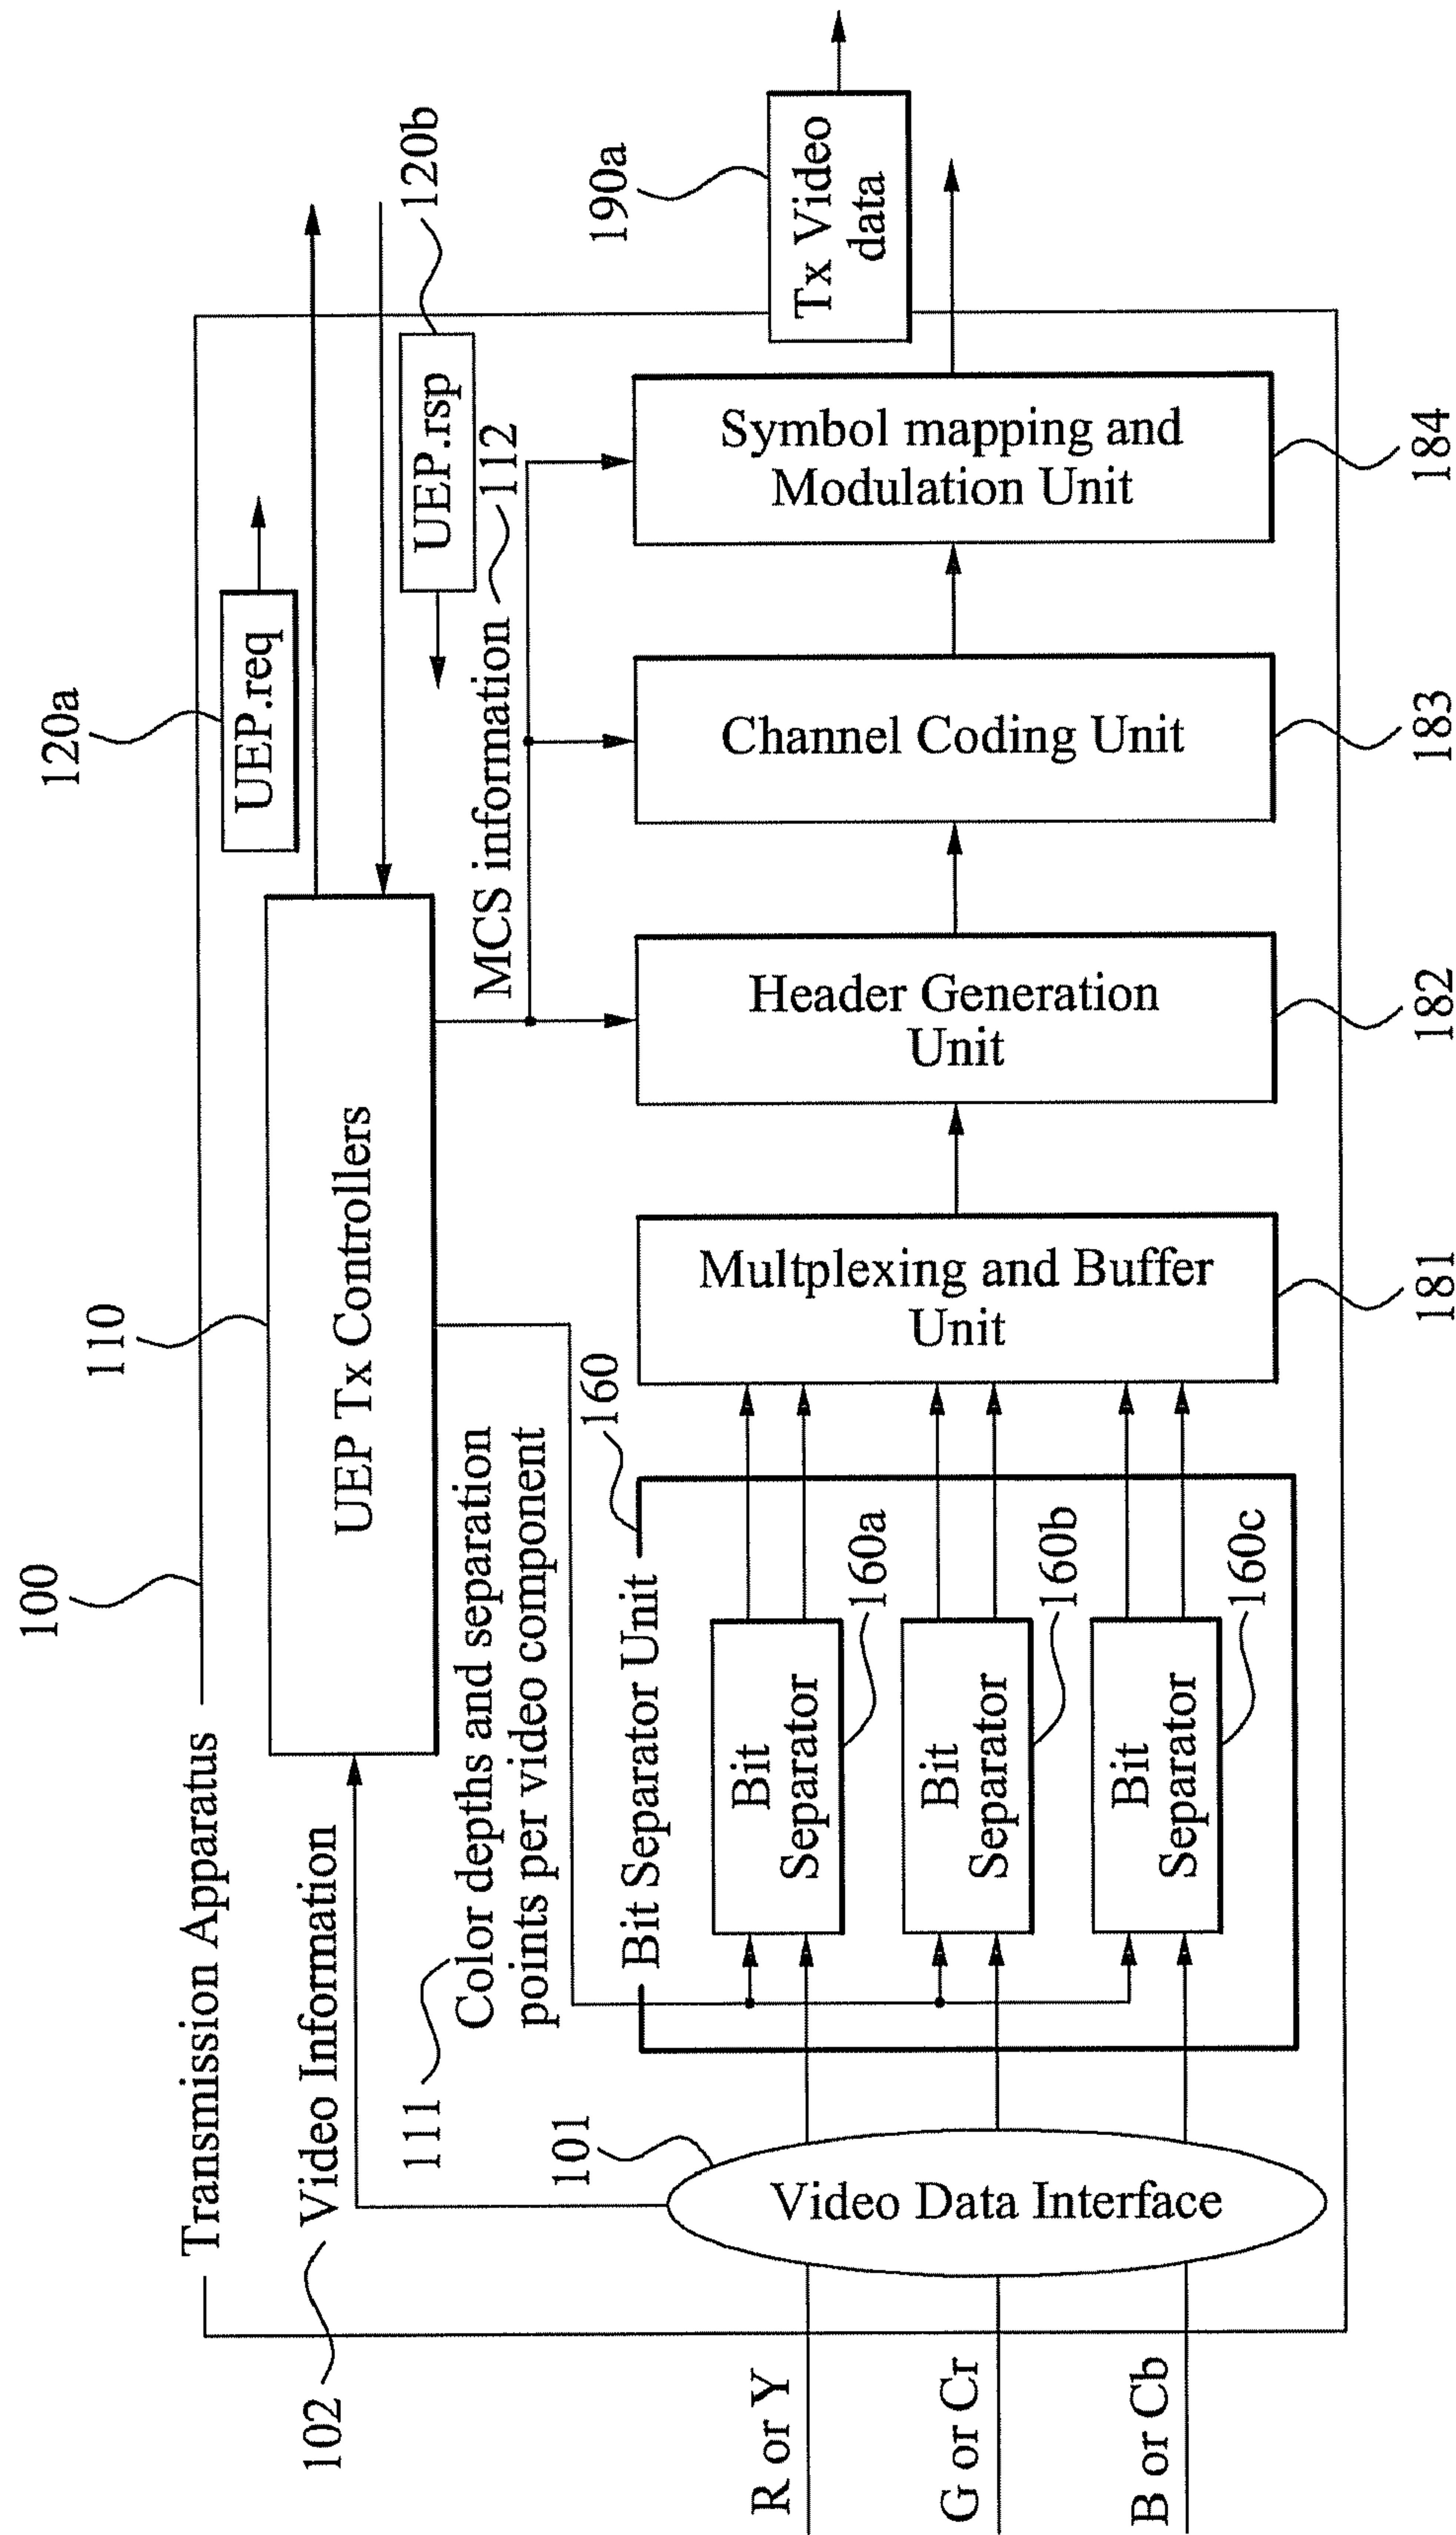 Transmission Apparatus
100
110
120a
UEP.req
102
Video Information
UEP Tx Controllers
120b
UEP.rsp
111
Color depths and separation
points per video component
MCS information
112
190a
Tx Video
data
101
Video Data Interface
R or Y
G or Cr
B or Cb
Bit Separator Unit
160
Bit
Separator
160a
Bit
Separator
160b
Bit
Separator
160c
Multplexing and Buffer
Unit
181
Header Generation
Unit
182
Channel Coding Unit
183
Symbol mapping and
Modulation Unit
184